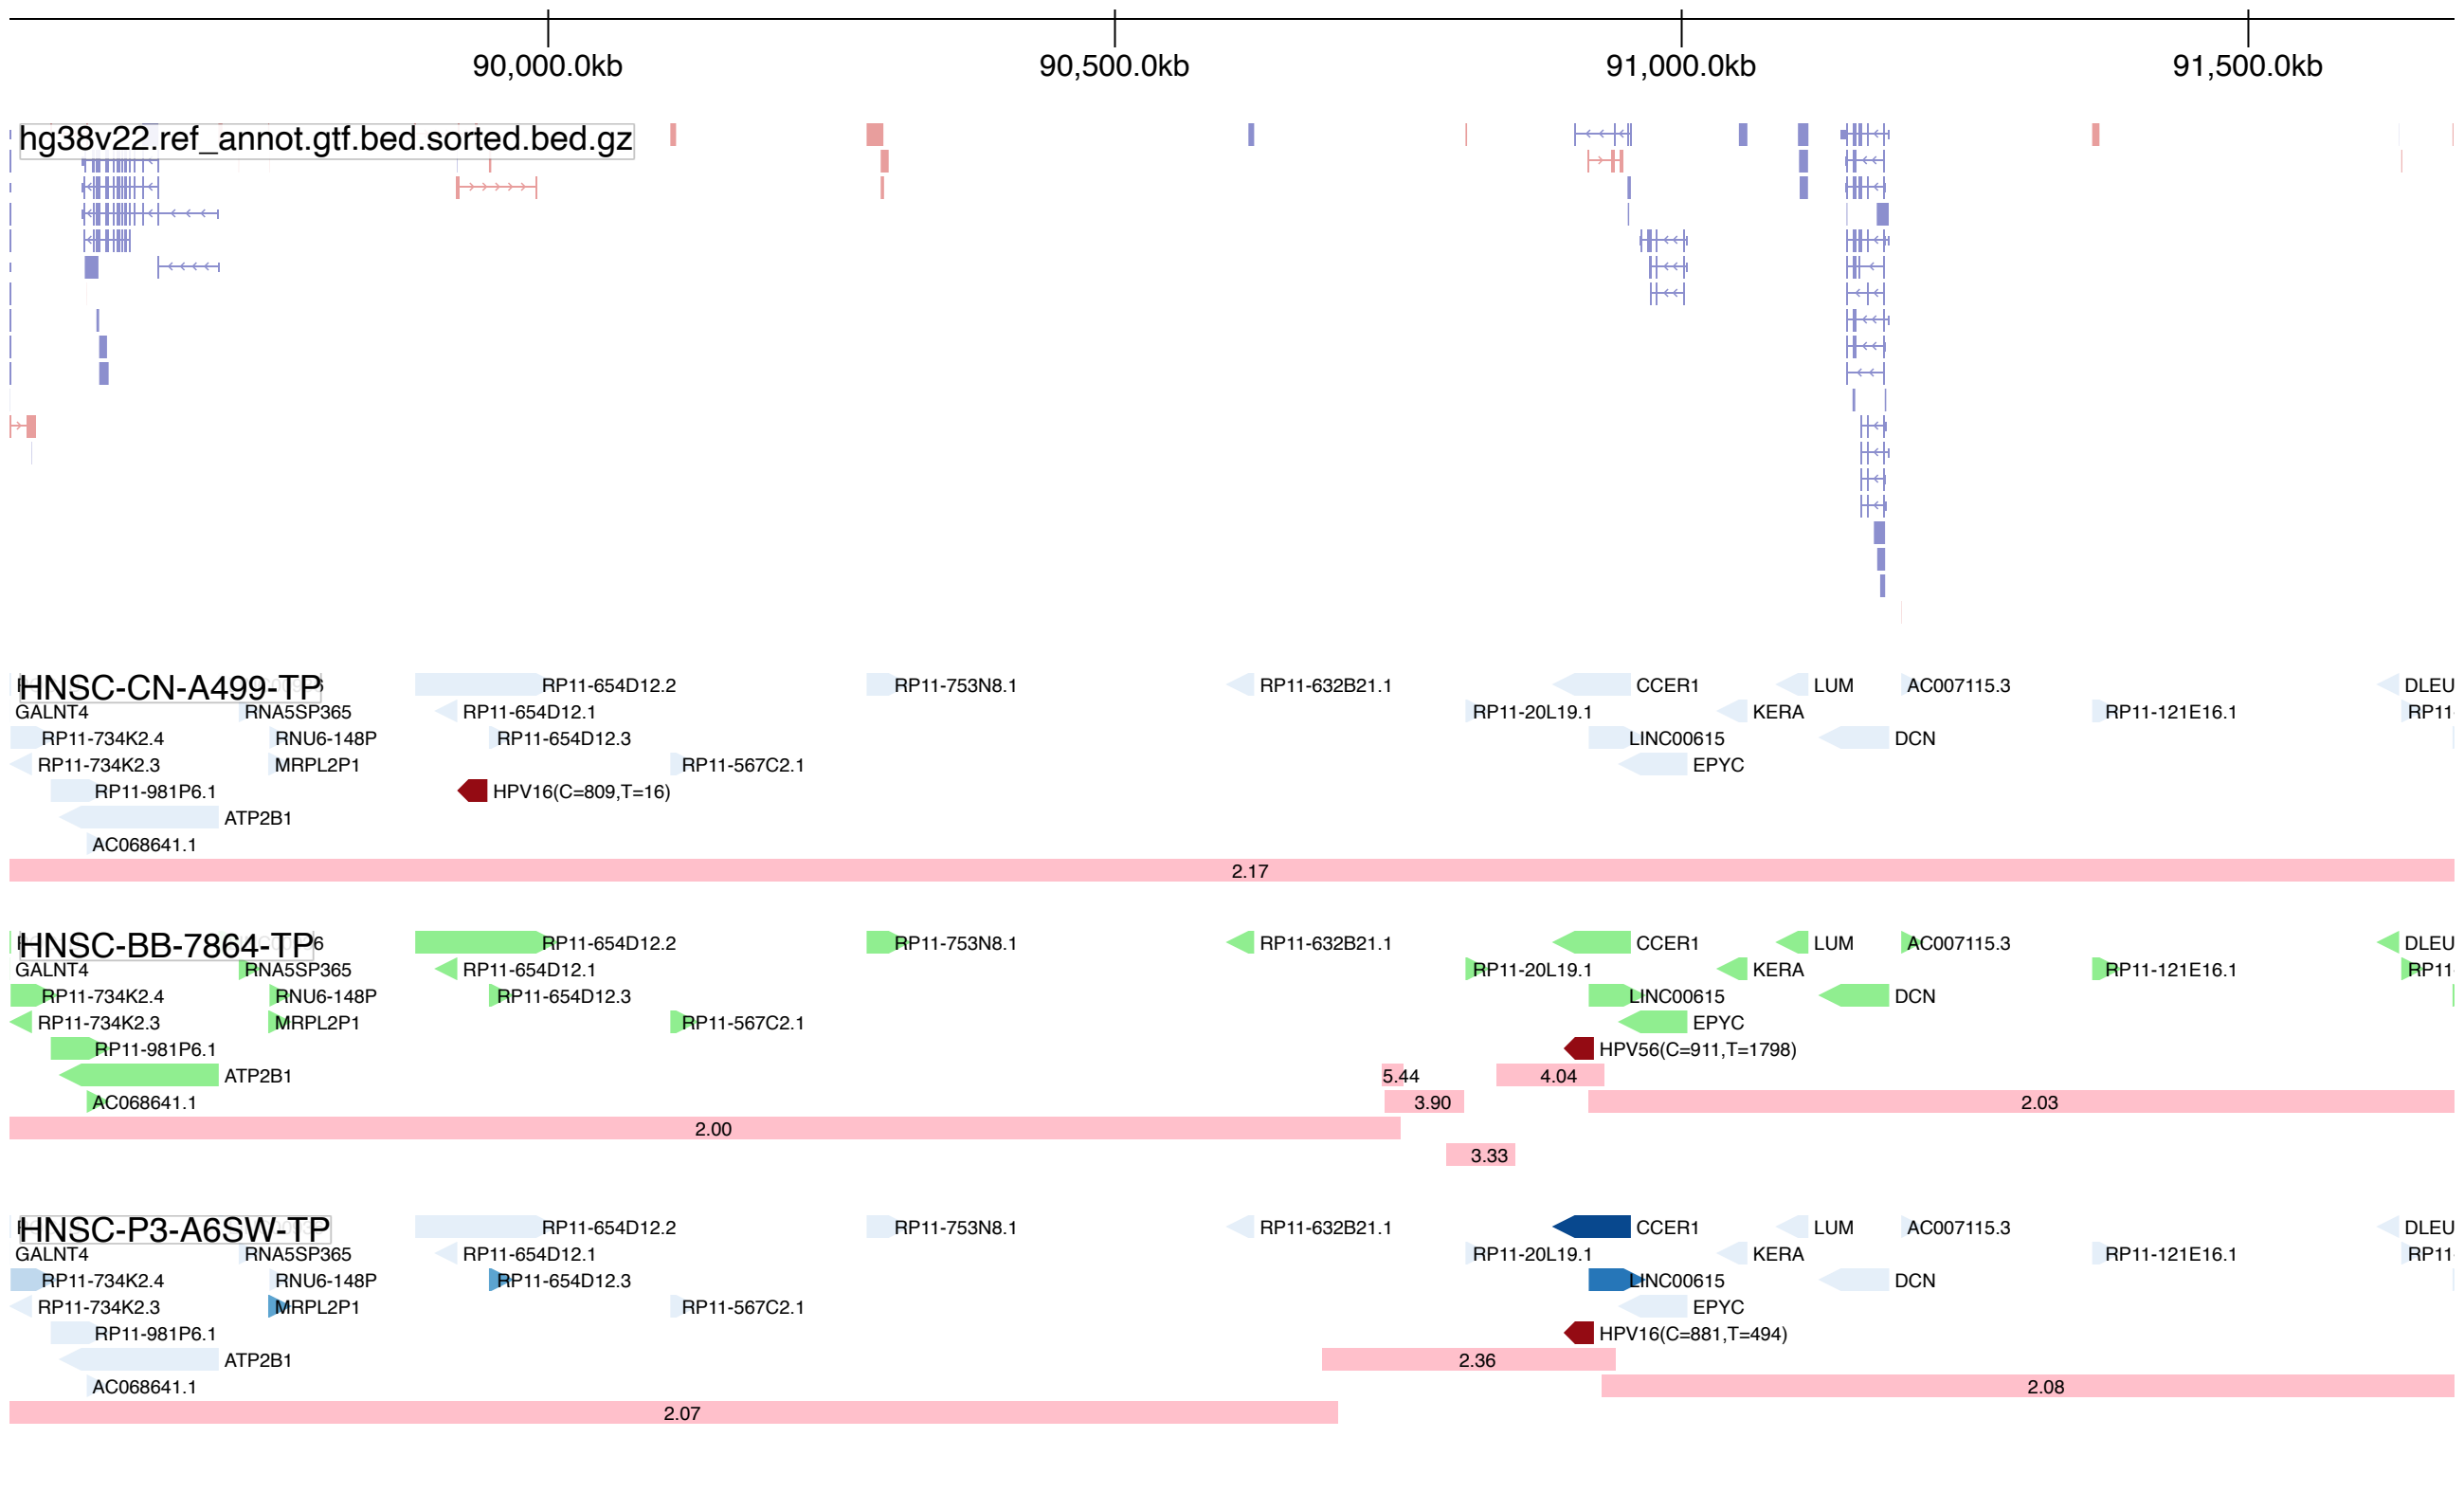 90,000.0kb 90,500.0kb 91,000.0kb 91,500.0kb
hg38v22.ref_annot.gtf.bed.sorted.bed.gz
HNSC-CN-A499-TP RP11-654D12.2 RP11-753N8.1 RP11-632B21.1 CCER1 LUM AC007115.3 DLEU
GALNT4 RNA5SP365 RP11-654D12.1 RP11-20L19.1 KERA RP11-121E16.1 RP11
RP11-734K2.4 RNU6-148P RP11-654D12.3 LINC00615 DCN
RP11-734K2.3 MRPL2P1 RP11-567C2.1 EPYC
RP11-981P6.1 HPV16(C=809,T=16)
ATP2B1
AC068641.1
2.17
HNSC-BB-7864-TP 6 RP11-654D12.2 RP11-753N8.1 RP11-632B21.1 CCER1 LUM AC007115.3 DLEU
GALNT4 RNA5SP365 RP11-654D12.1 RP11-20L19.1 KERA RP11-121E16.1 RP11
RP11-734K2.4 RNU6-148P RP11-654D12.3 LINC00615 DCN
RP11-734K2.3 MRPL2P1 RP11-567C2.1 EPYC
RP11-981P6.1 HPV56(C=911,T=1798)
ATP2B1 5.44 4.04
AC068641.1 3.90 2.03
2.00
3.33
HNSC-P3-A6SW-TP RP11-654D12.2 RP11-753N8.1 RP11-632B21.1 CCER1 LUM AC007115.3 DLEU
GALNT4 RNA5SP365 RP11-654D12.1 RP11-20L19.1 KERA RP11-121E16.1 RP11
RP11-734K2.4 RNU6-148P RP11-654D12.3 LINC00615 DCN
RP11-734K2.3 MRPL2P1 RP11-567C2.1 EPYC
RP11-981P6.1 HPV16(C=881,T=494)
ATP2B1 2.36
AC068641.1 2.08
2.07